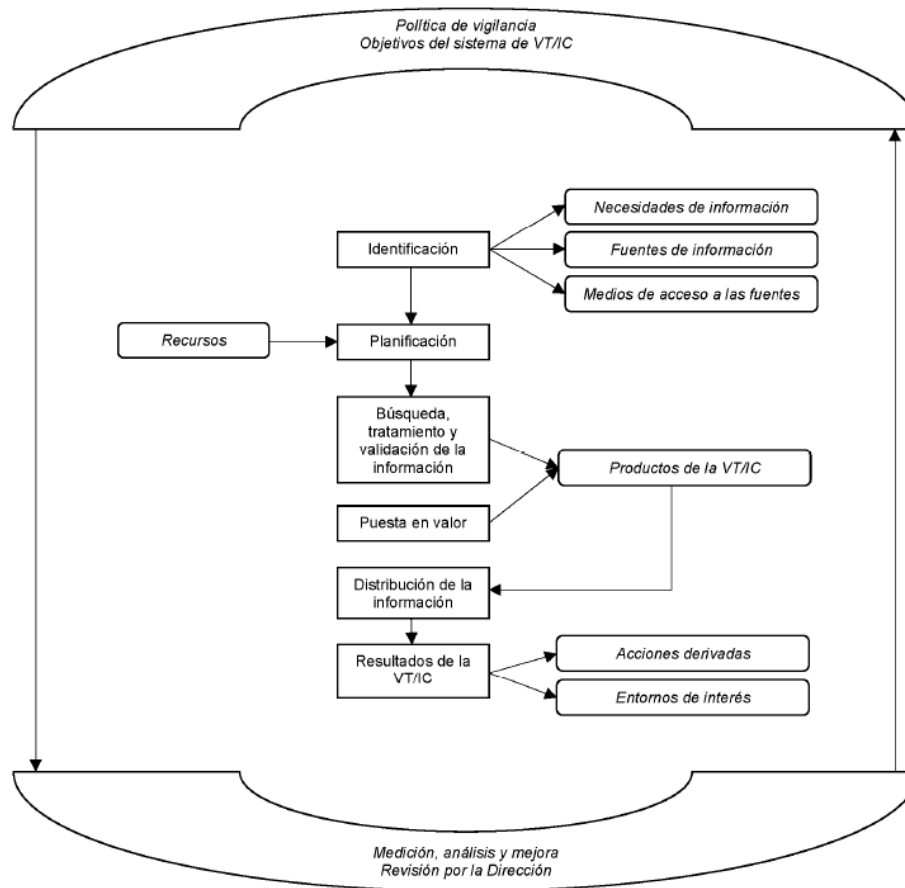 Política de vigilancia
Objetivos del sistema de VT/IC
Necesidades de información
Identificación
Fuentes de información
Medios de acceso a las fuentes
Recursos
Planificación
Búsqueda,
tratamiento y
validación de la
información
Productos de la VT/IC
Puesta en valor
Distribución de la
información
Resultados de la
VT/IC
Acciones derivadas
Entornos de interés
Medición, análisis y mejora
Revisión por la Dirección